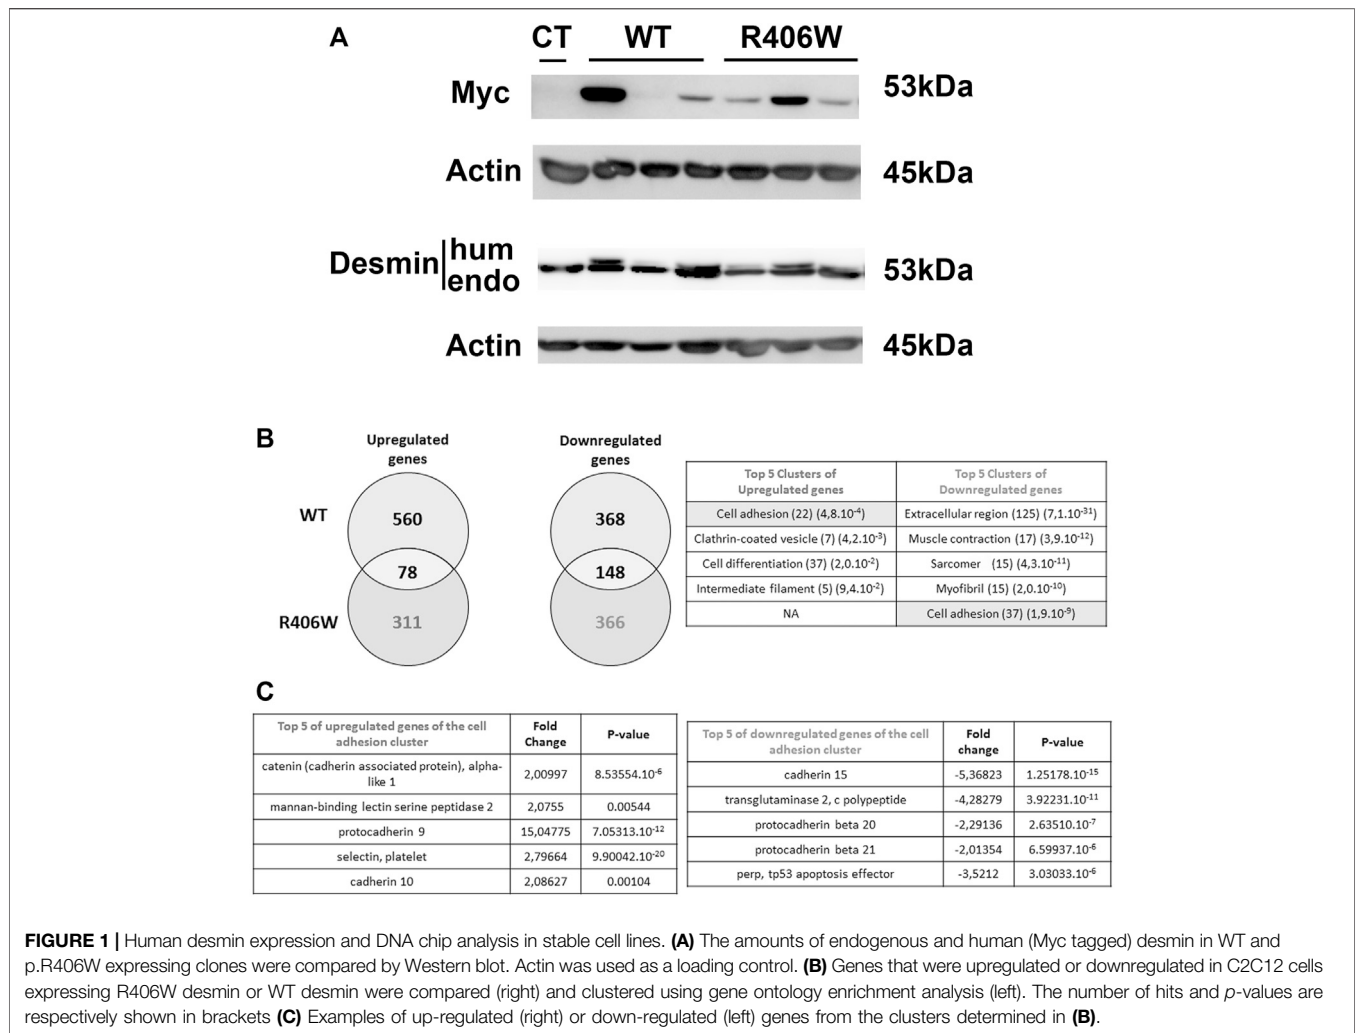 A
CT WT R406W
Myc 53kDa
Actin 45kDa
Desmin hum
endo 53kDa
Actin 45kDa
B
Upregulated
genes
Downregulated
genes
WT
560
368
78
148
R406W
311
366
Top 5 Clusters of
Upregulated genes
Top 5 Clusters of
Downregulated genes
Cell adhesion (22) (4,8.10⁻⁴) Extracellular region (125) (7,1.10⁻³¹)
Clathrin-coated vesicle (7) (4,2.10⁻³) Muscle contraction (17) (3,9.10⁻¹²)
Cell differentiation (37) (2,0.10⁻²) Sarcomer (15) (4,3.10⁻¹¹)
Intermediate filament (5) (9,4.10⁻²) Myofibril (15) (2,0.10⁻¹⁰)
NA Cell adhesion (37) (1,9.10⁻⁹)
C
Top 5 of upregulated genes of the cell
adhesion cluster
Fold
Change
P-value
catenin (cadherin associated protein), alpha-
like 1
2,00997 8.53554.10⁻⁶
mannan-binding lectin serine peptidase 2 2,0755 0.00544
protocadherin 9 15,04775 7.05313.10⁻¹²
selectin, platelet 2,79664 9.90042.10⁻²⁰
cadherin 10 2,08627 0.00104
Top 5 of downregulated genes of the cell
adhesion cluster
Fold
change
P-value
cadherin 15 -5,36823 1.25178.10⁻¹⁵
transglutaminase 2, c polypeptide -4,28279 3.92231.10⁻¹¹
protocadherin beta 20 -2,29136 2.63510.10⁻⁷
protocadherin beta 21 -2,01354 6.59937.10⁻⁶
perp, tp53 apoptosis effector -3,5212 3.03033.10⁻⁶
FIGURE 1 | Human desmin expression and DNA chip analysis in stable cell lines. (A) The amounts of endogenous and human (Myc tagged) desmin in WT and
p.R406W expressing clones were compared by Western blot. Actin was used as a loading control. (B) Genes that were upregulated or downregulated in C2C12 cells
expressing R406W desmin or WT desmin were compared (right) and clustered using gene ontology enrichment analysis (left). The number of hits and p-values are
respectively shown in brackets (C) Examples of up-regulated (right) or down-regulated (left) genes from the clusters determined in (B).